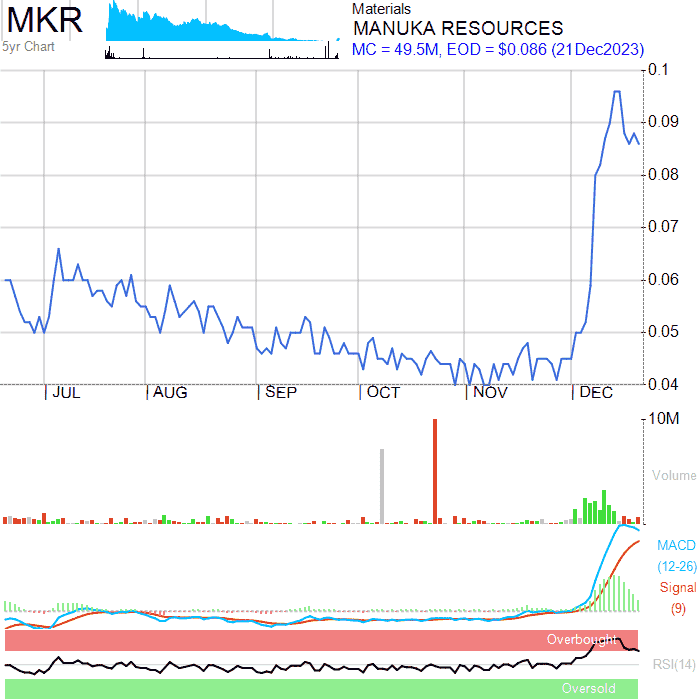 MKR
5yr Chart
Materials
MANUKA RESOURCES
MC = 49.5M, EOD = $0.086 (21Dec2023)
0.1
0.09
0.08
0.07
0.06
0.05
0.04
JUL AUG SEP OCT NOV DEC
10M
Volume
MACD
(12-26)
Signal
(9)
Overbought
RSI(14)
Oversold